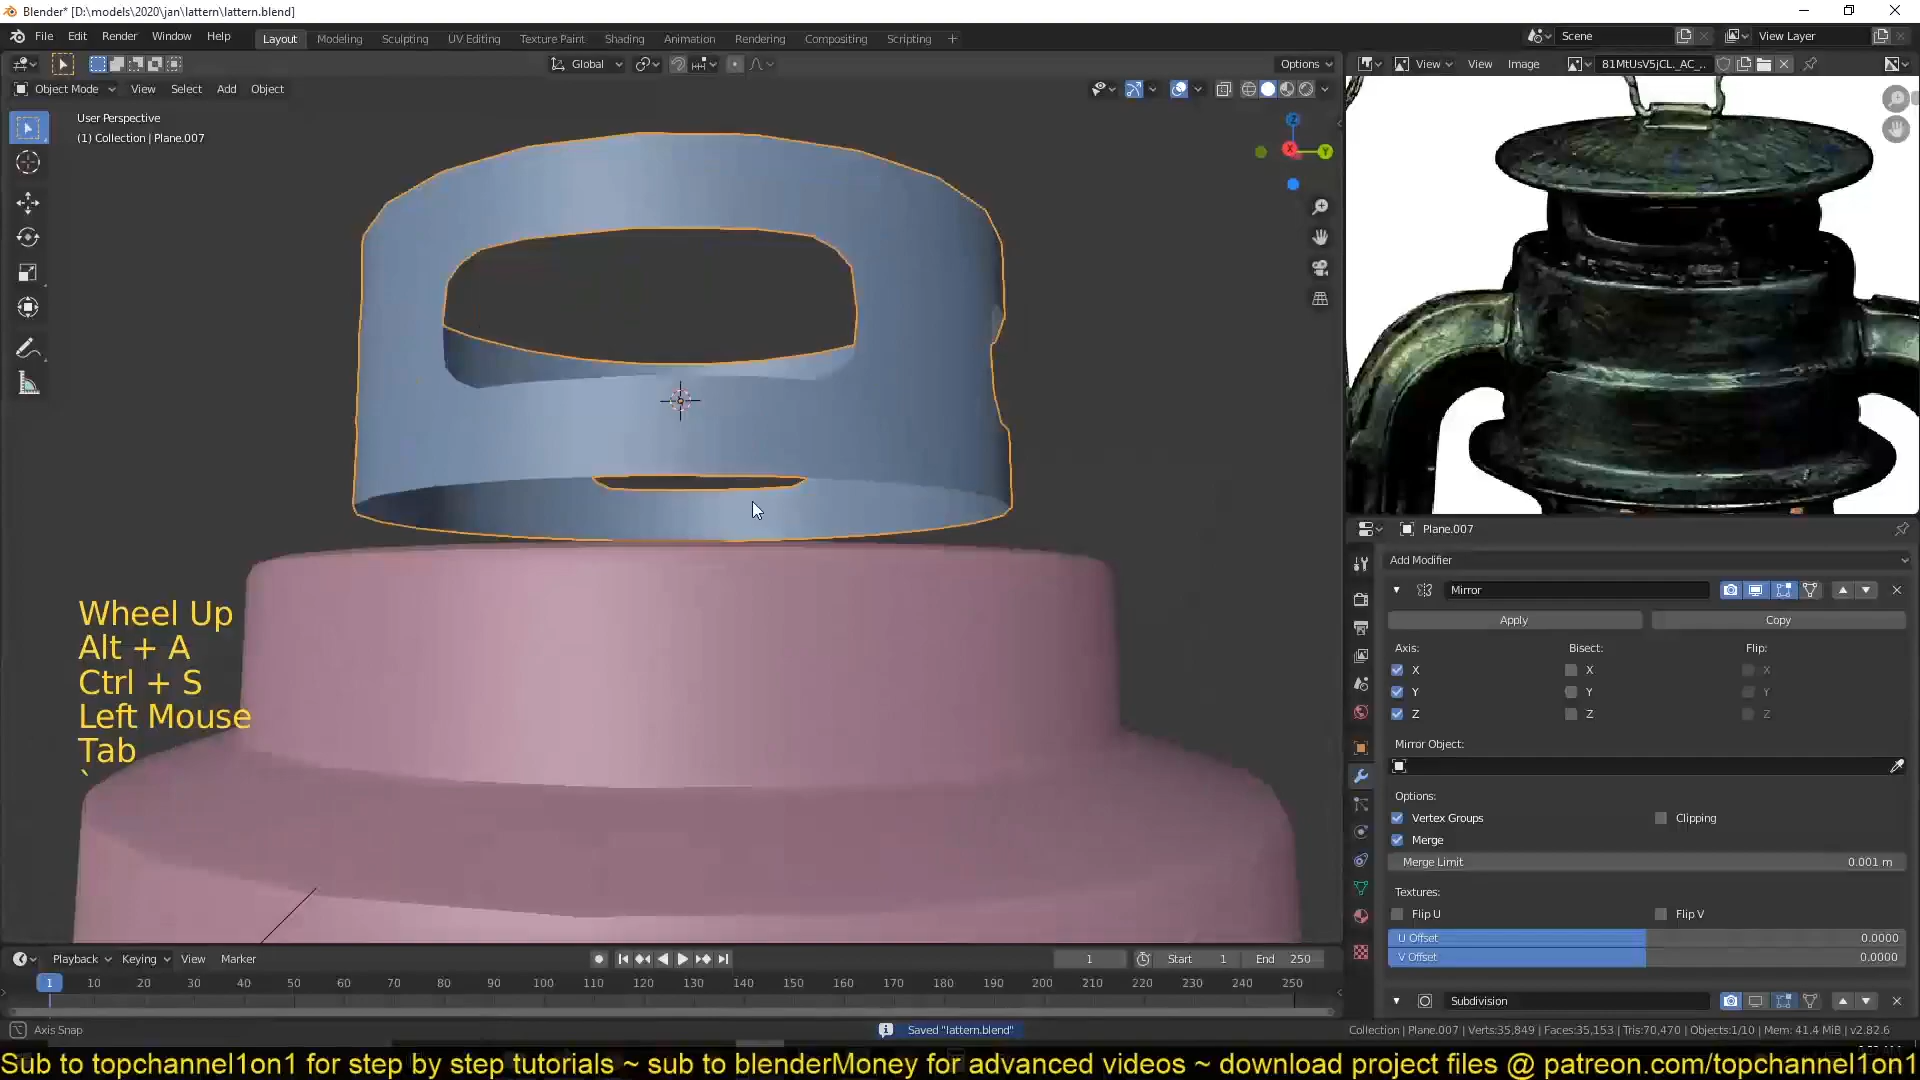 Blender* [D:\models\2020\jan\lattern\lattern.blend]
File Edit Render Window Help Layout Modeling Sculpting UV Editing Texture Paint Shading Animation Rendering Compositing Scripting + Scene View Layer
Global Options View View Image 81MtUsV5jCL._AC_..
Object Mode View Select Add Object
User Perspective
(1) Collection | Plane.007
Z
X Y
Plane.007
Add Modifier
Mirror
Apply Copy
Axis: Bisect: Flip:
X X X
Y Y Y
Z Z Z
Mirror Object:
Options:
Vertex Groups Clipping
Merge
Merge Limit 0.001 m
Textures:
Flip U Flip V
U Offset 0.0000
V Offset 0.0000
Subdivision
Wheel Up
Alt + A
Ctrl + S
Left Mouse
Tab
`
Playback Keying View Marker 1 Start 1 End 250
1 10 20 30 40 50 60 70 80 90 100 110 120 130 140 150 160 170 180 190 200 210 220 230 240 250
Axis Snap Saved "lattern.blend" Collection | Plane.007 | Verts:35,849 | Faces:35,153 | Tris:70,470 | Objects:1/10 | Mem: 41.4 MiB | v2.82.6
Sub to topchannel1on1 for step by step tutorials ~ sub to blenderMoney for advanced videos ~ download project files @ patreon.com/topchannel1on1